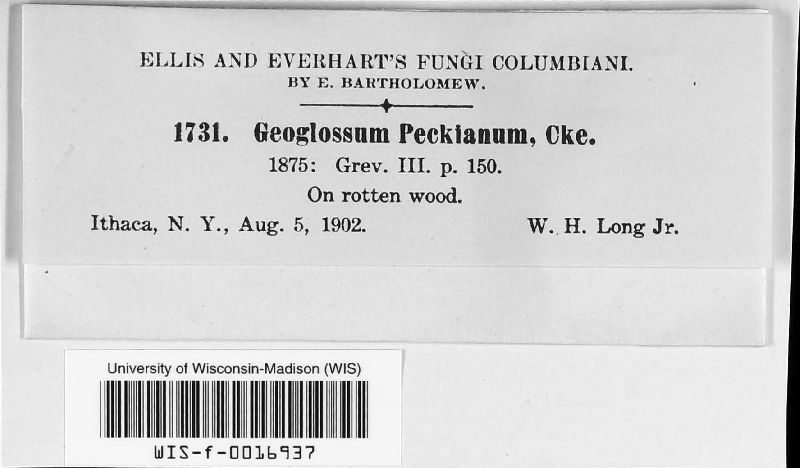 ELLIS AND EVERHART'S FUNGI COLUMBIANI.
BY E. BARTHOLOMEW.
1731. Geoglossum Peckianum, Cke.
1875: Grev. III. p. 150.
On rotten wood.
Ithaca, N. Y., Aug. 5, 1902. W. H. Long Jr.
University of Wisconsin-Madison (WIS)
WIS-f-0016937